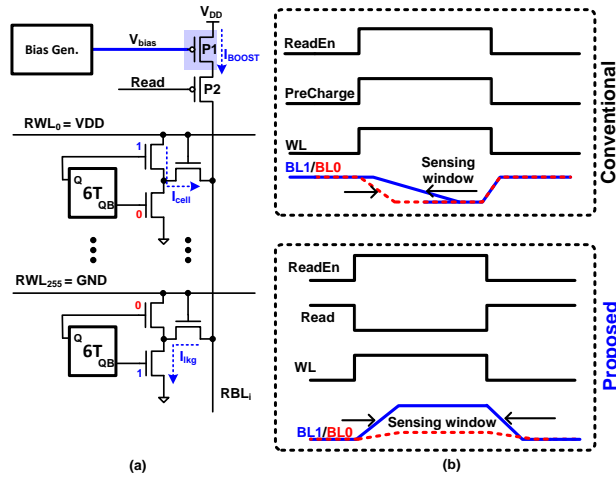 V_DD
Bias Gen.
V_bias
P1
I_BOOST
Read
P2
RWL_0 = VDD
1
Q
6T
QB
0
I_cell
RWL_255 = GND
0
Q
6T
QB
1
I_lkg
RBL_i
(a)
ReadEn
PreCharge
WL
BL1/BL0
Sensing
window
Conventional
ReadEn
Read
WL
BL1/BL0
Sensing window
Proposed
(b)